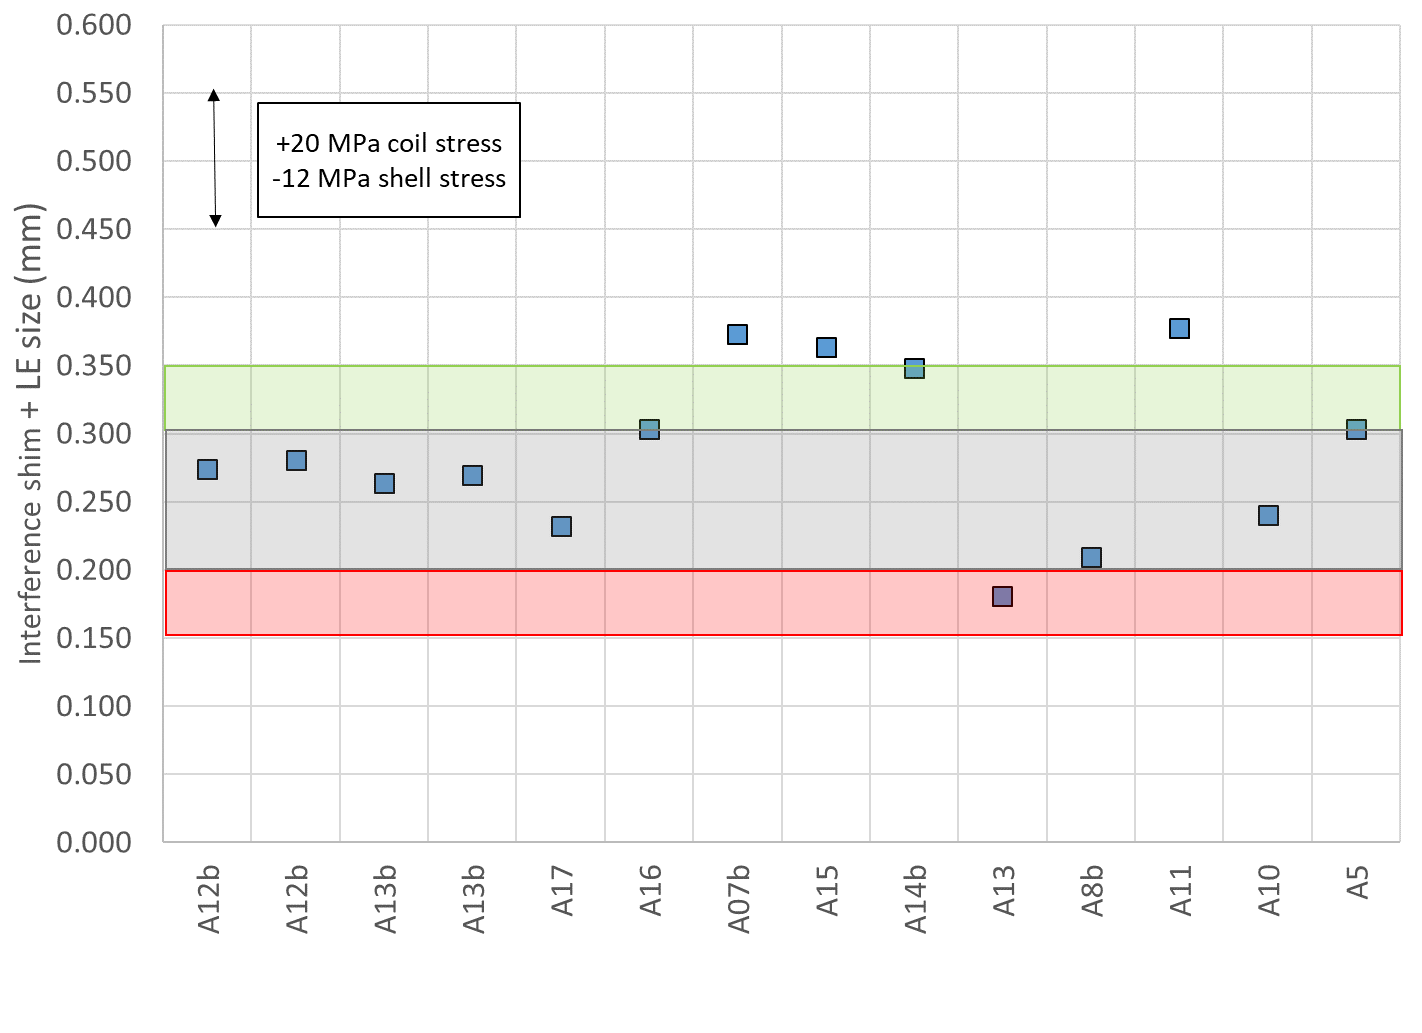 Interference shim + LE size (mm)
0.600
0.550
0.500
0.450
0.400
0.350
0.300
0.250
0.200
0.150
0.100
0.050
0.000
+20 MPa coil stress
-12 MPa shell stress
A12b
A12b
A13b
A13b
A17
A16
A07b
A15
A14b
A13
A8b
A11
A10
A5